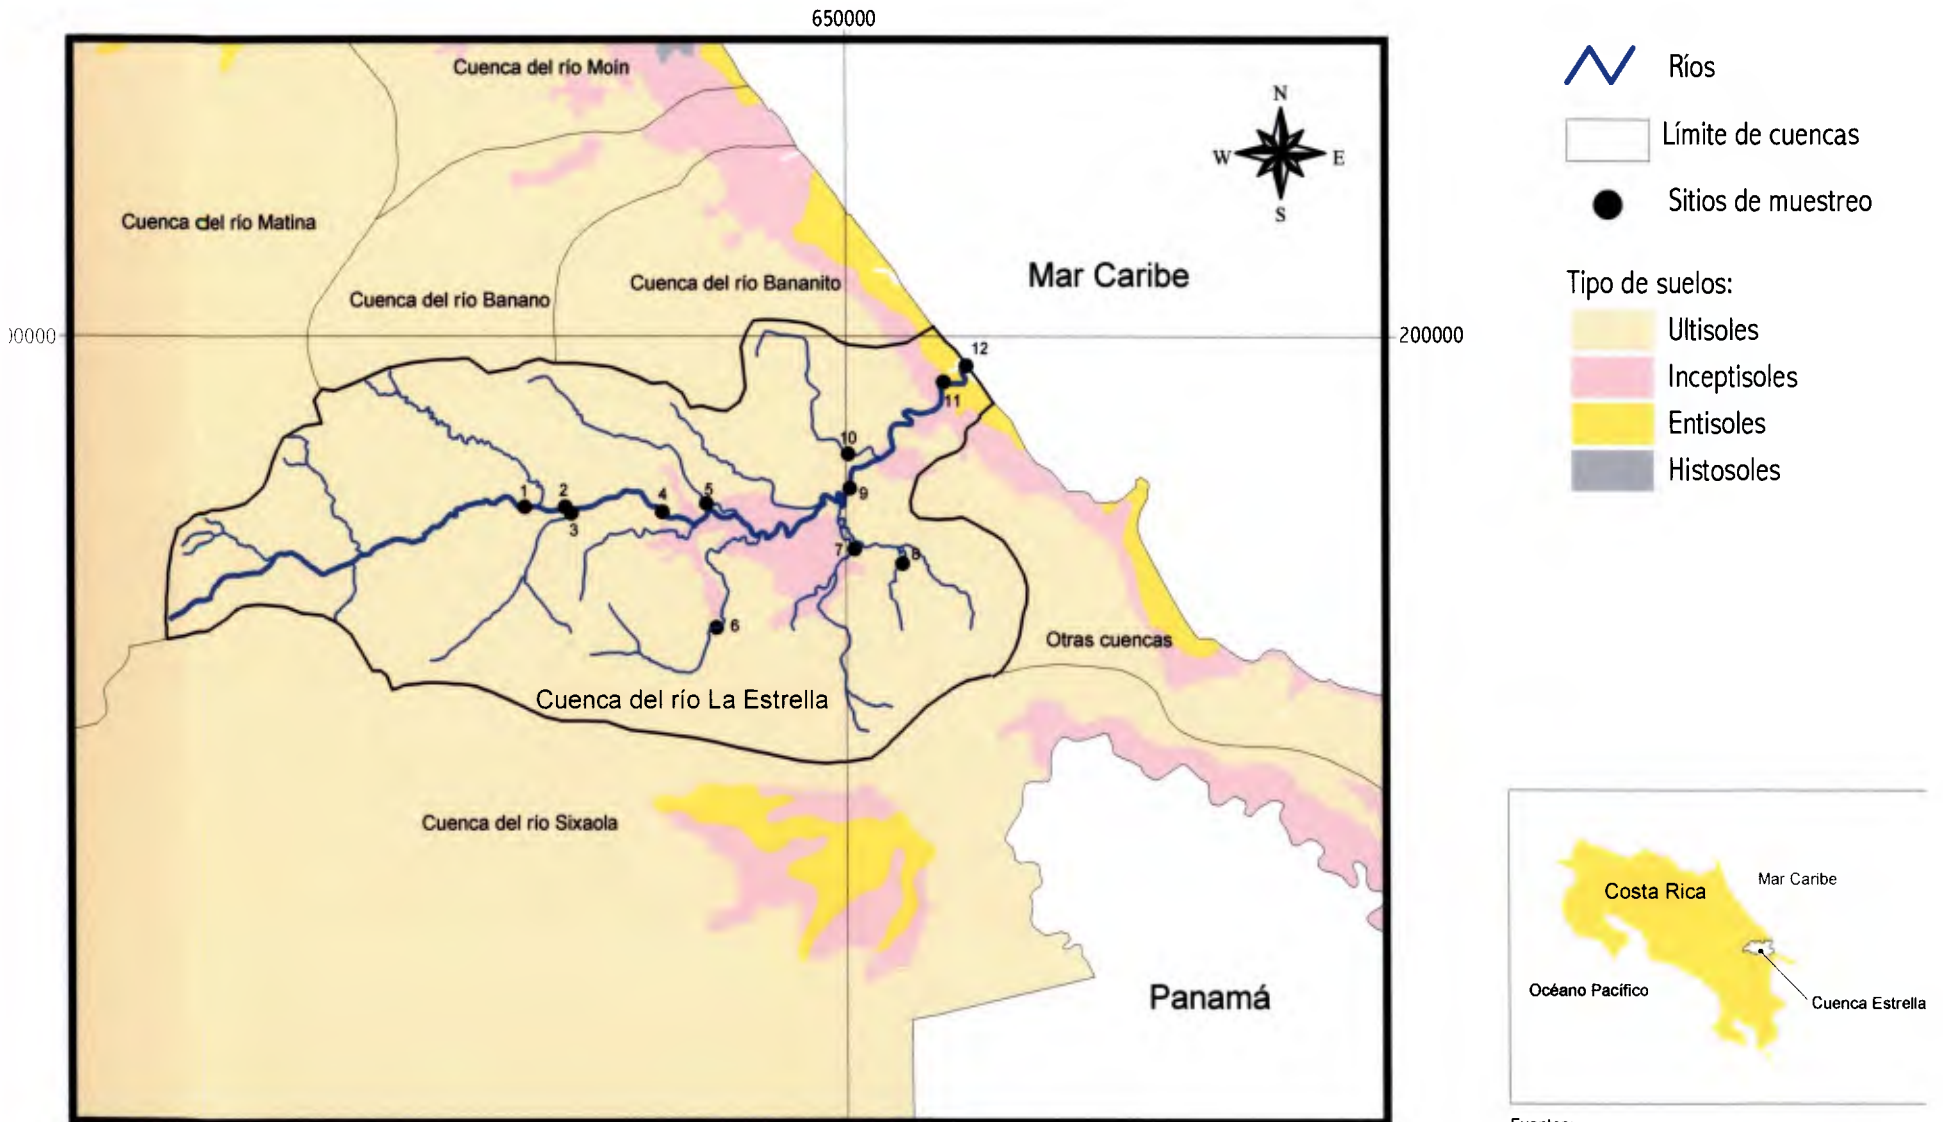 650000
Cuenca del río Moin
N
W
E
S
Cuenca del río Matina
Cuenca del río Banano
Cuenca del río Bananito
Mar Caribe
00000
200000
12
11
10
9
1
2
3
4
5
6
7
8
Otras cuencas
Cuenca del río La Estrella
Cuenca del río Sixaola
Panamá
Ríos
Límite de cuencas
Sitios de muestreo
Tipo de suelos:
Ultisoles
Inceptisoles
Entisoles
Histosoles
Costa Rica
Mar Caribe
Océano Pacífico
Cuenca Estrella